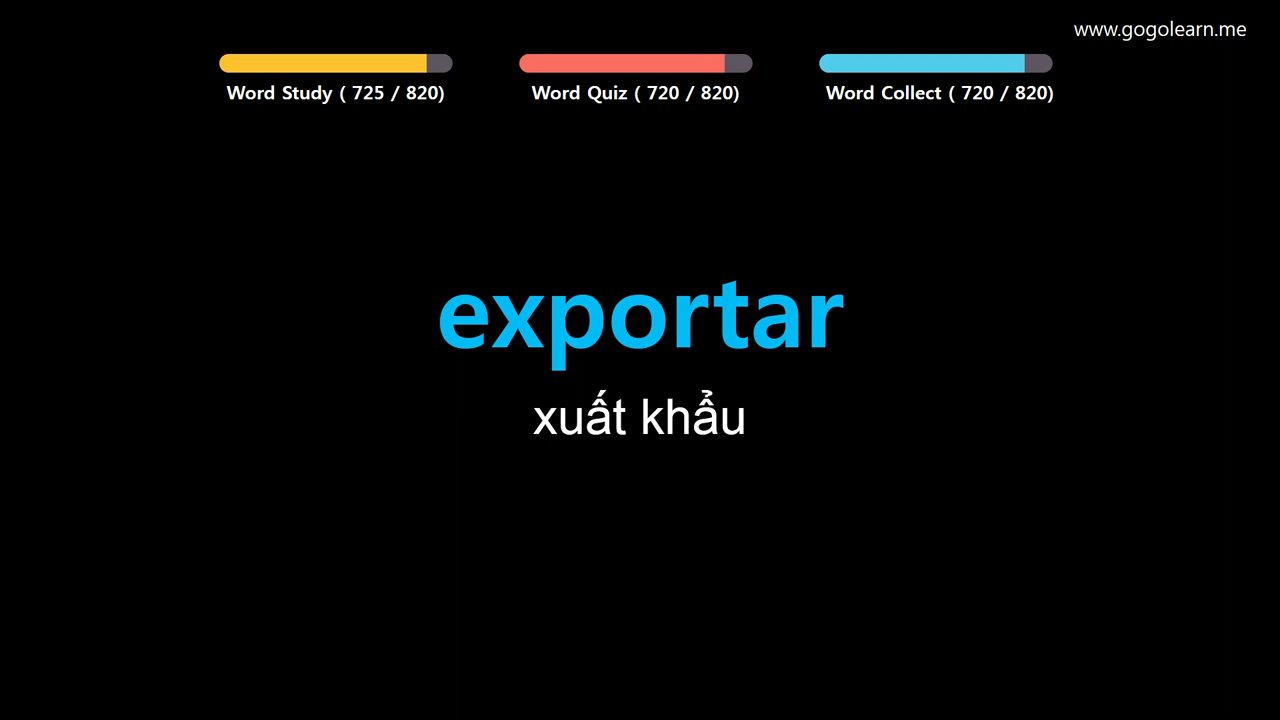 www.gogolearn.me
Word Study ( 725 / 820)
Word Quiz ( 720 / 820)
Word Collect ( 720 / 820)
exportar
xuất khẩu